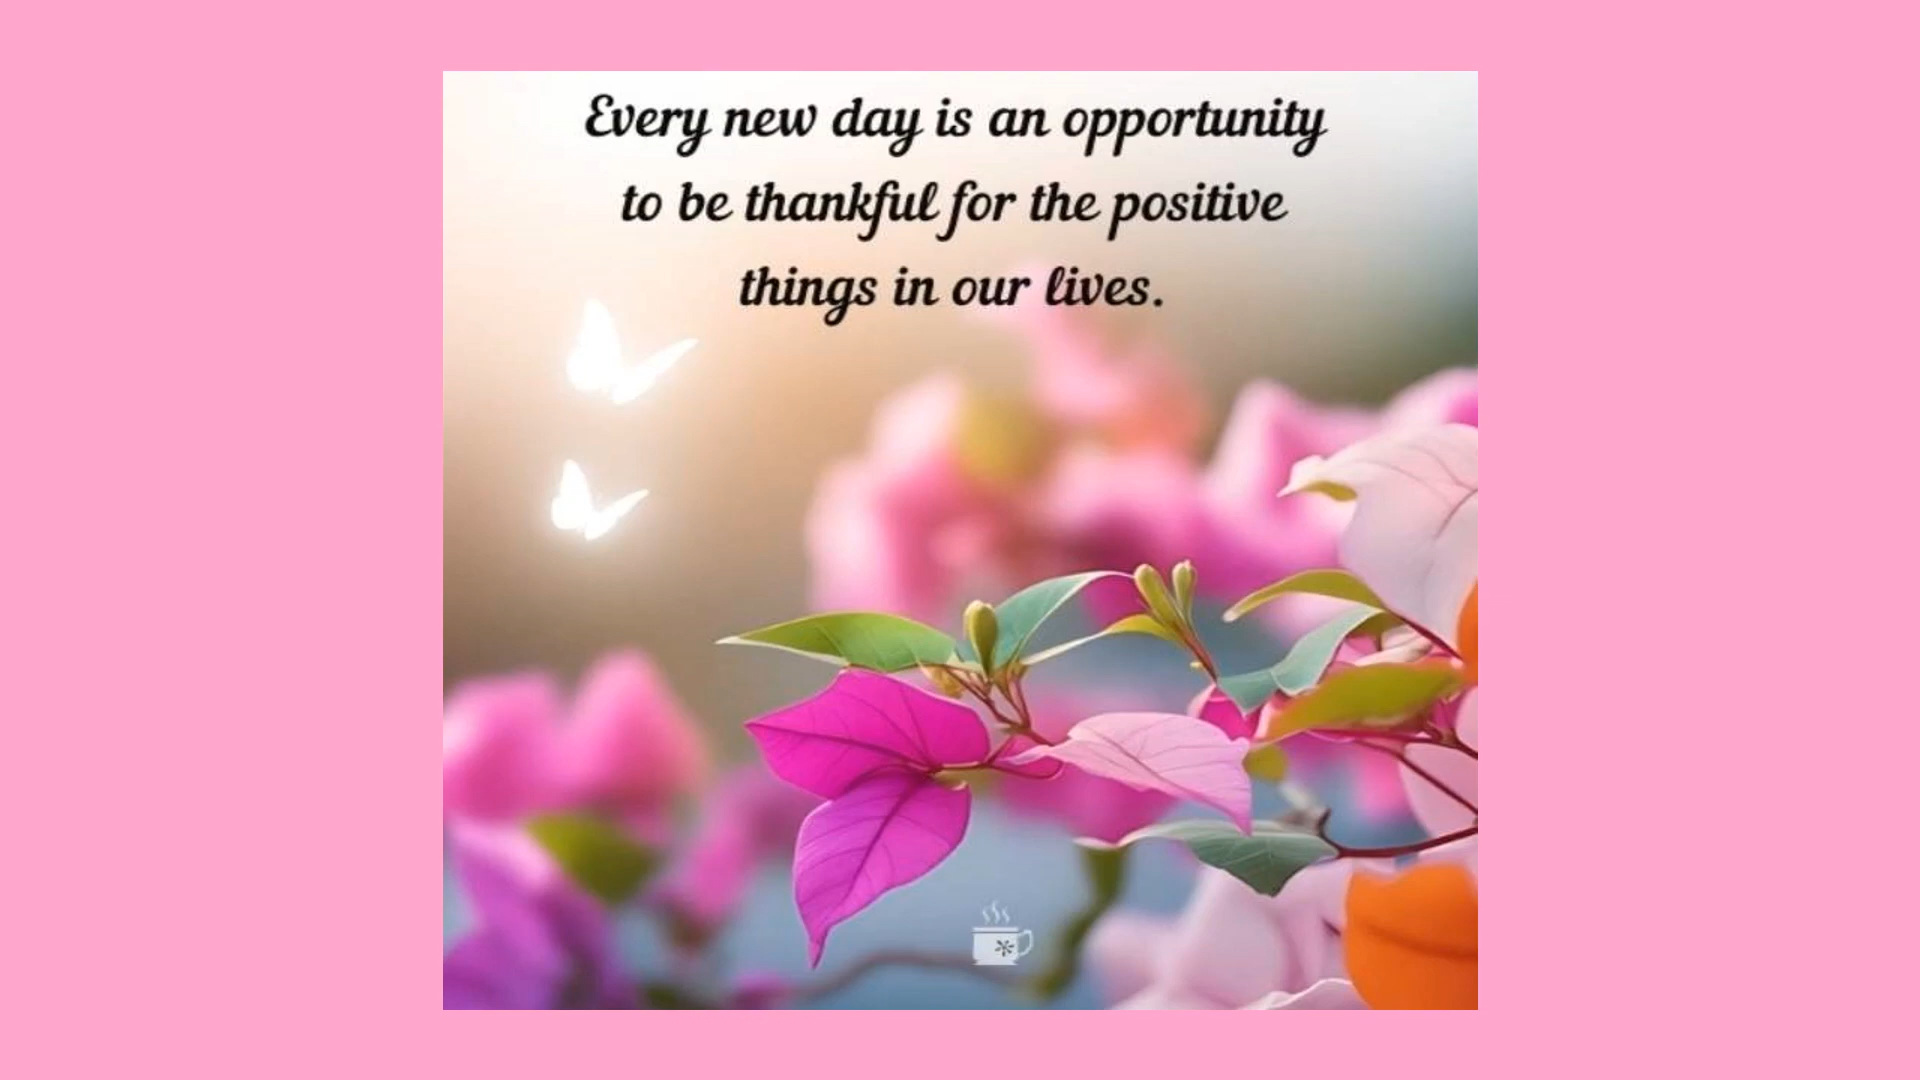 Every new day is an opportunity
to be thankful for the positive
things in our lives.